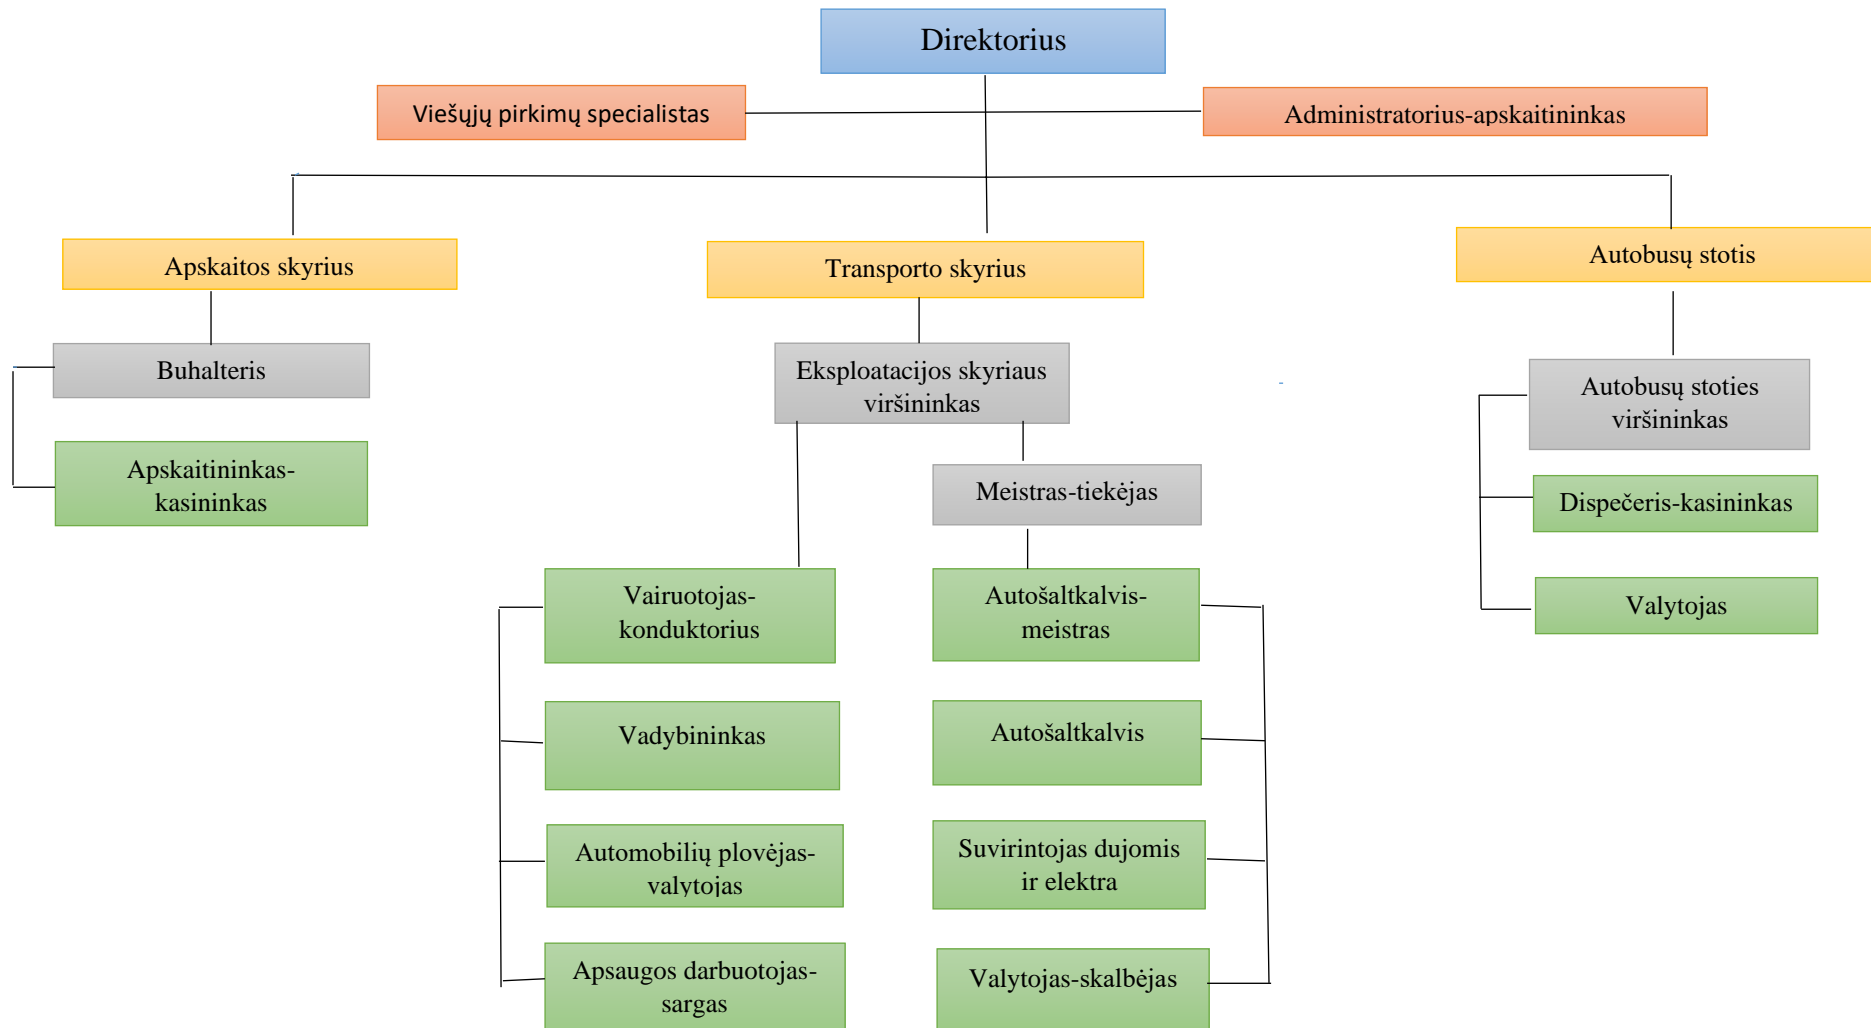 Direktorius
Viešųjų pirkimų specialistas
Administratorius-apskaitininkas
Apskaitos skyrius
Transporto skyrius
Autobusų stotis
Buhalteris
Eksploatacijos skyriaus
viršininkas
Autobusų stoties
viršininkas
Apskaitininkas-
kasininkas
Meistras-tiekėjas
Dispečeris-kasininkas
Vairuotojas-
konduktorius
Autošaltkalvis-
meistras
Valytojas
Vadybininkas
Autošaltkalvis
Automobilių plovėjas-
valytojas
Suvirintojas dujomis
ir elektra
Apsaugos darbuotojas-
sargas
Valytojas-skalbėjas